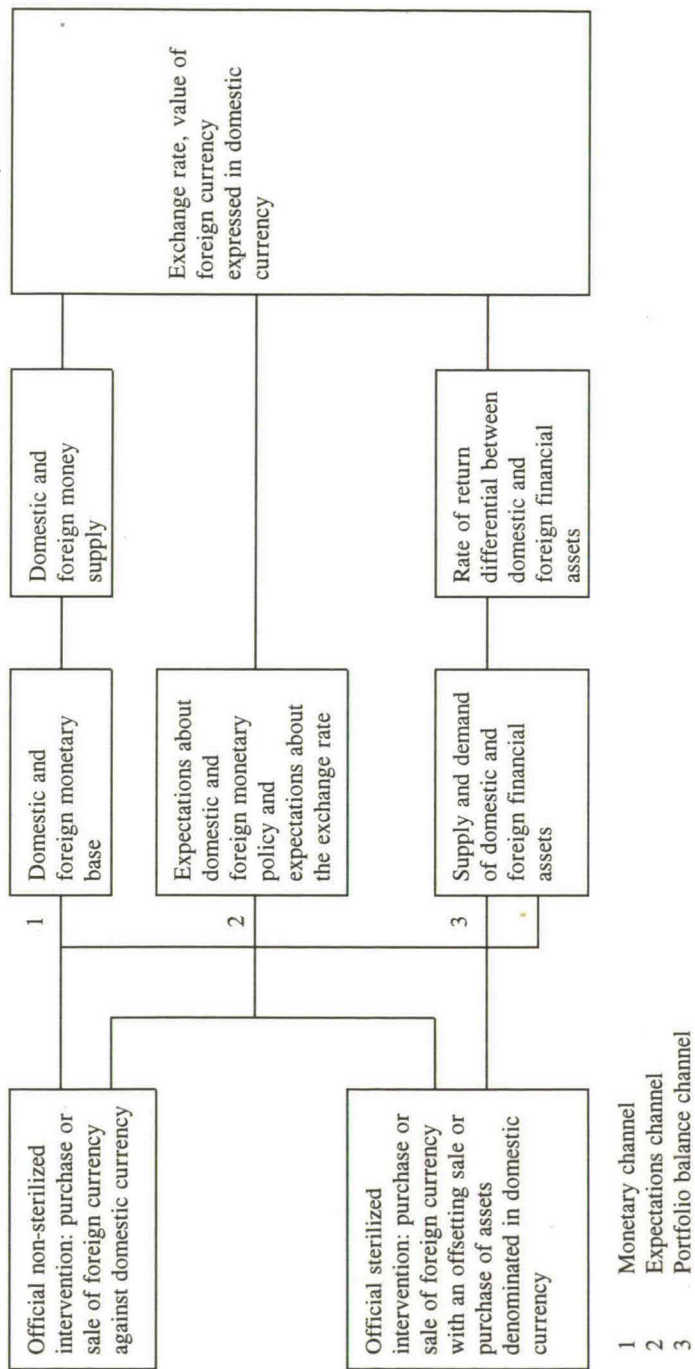 Official non-sterilized
intervention: purchase or
sale of foreign currency
against domestic currency
Official sterilized
intervention: purchase or
sale of foreign currency
with an offsetting sale or
purchase of assets
denominated in domestic
currency
1
2
3
Domestic and
foreign monetary
base
Expectations about
domestic and
foreign monetary
policy and
expectations about
the exchange rate
Supply and demand
of domestic and
foreign financial
assets
Domestic and
foreign money
supply
Rate of return
differential between
domestic and
foreign financial
assets
Exchange rate, value of
foreign currency
expressed in domestic
currency
1 Monetary channel
2 Expectations channel
3 Portfolio balance channel